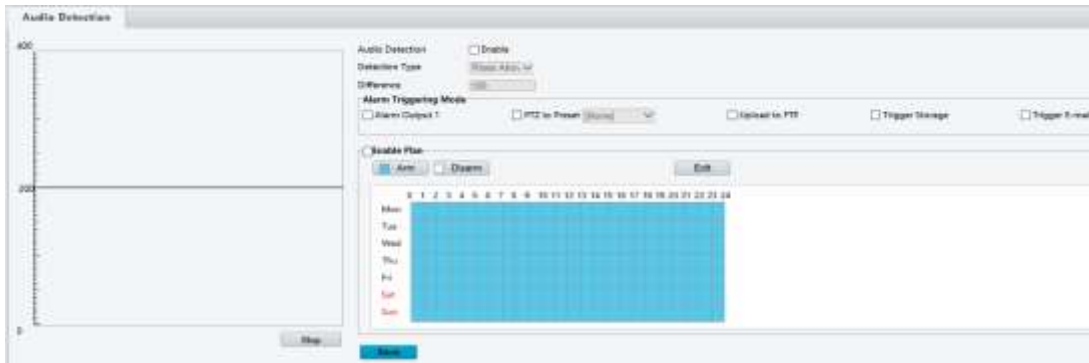 Audio Detection
400
200
0
Stop
Audio Detection Enable
Detection Type
Difference
Alarm Triggering Mode
Alarm Output 1 PTZ to Preset [None] Upload to FTP Trigger Storage Trigger E-mail
Enable Plan
Arm Disarm Edit
0 1 2 3 4 5 6 7 8 9 10 11 12 13 14 15 16 17 18 19 20 21 22 23 24
Mon
Tue
Wed
Thu
Fri
Sat
Sun
Save